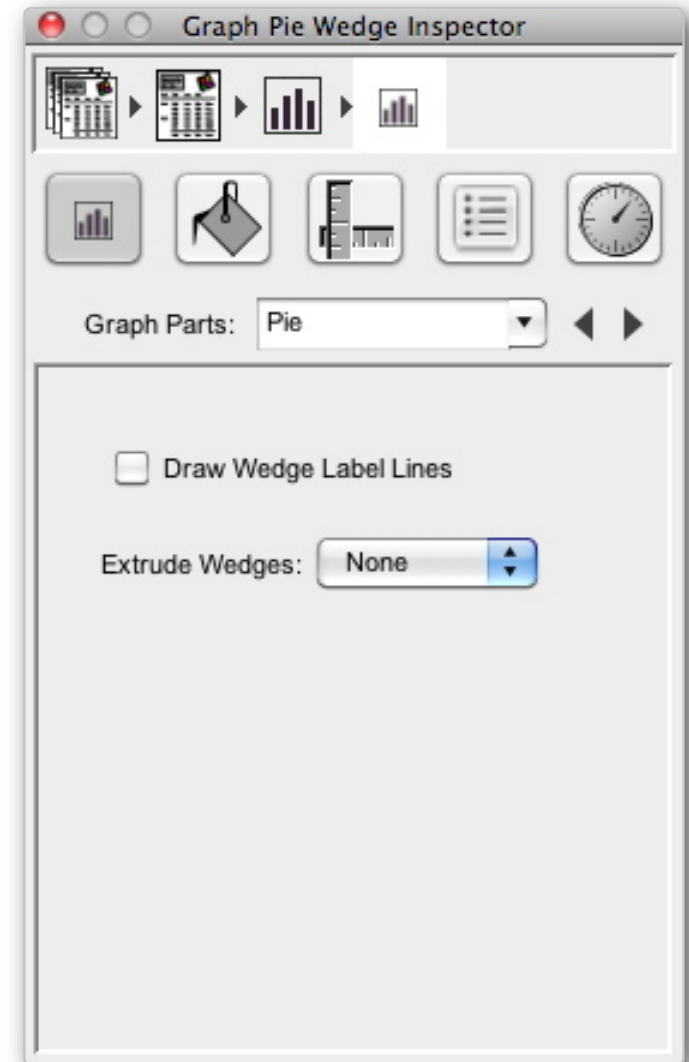 Graph Pie Wedge Inspector
Graph Parts: Pie
Draw Wedge Label Lines
Extrude Wedges: None